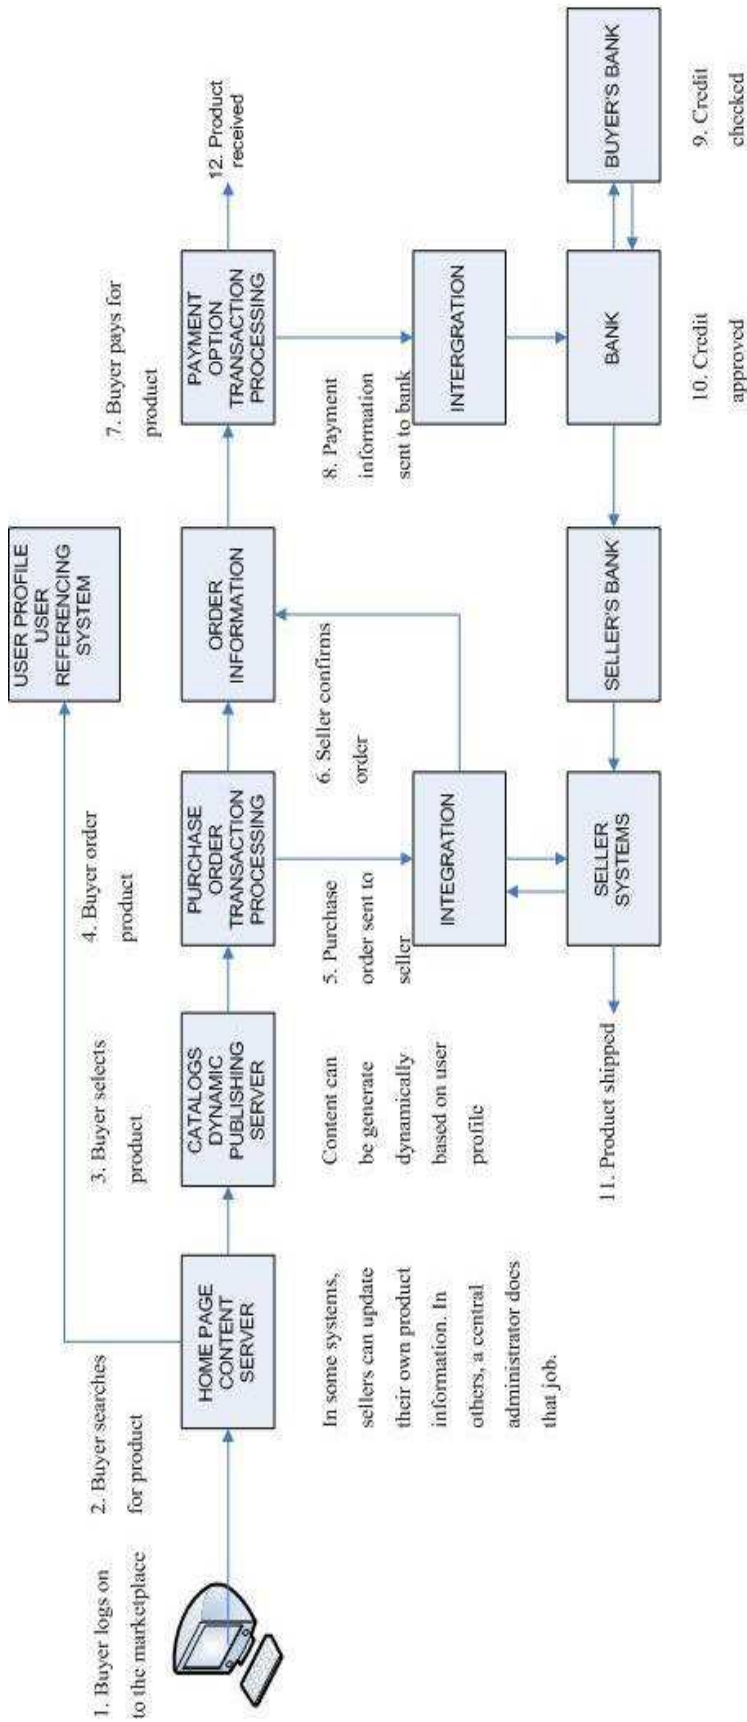 1. Buyer logs on
to the marketplace
2. Buyer searches
for product
3. Buyer selects
product
4. Buyer order
product
USER PROFILE
USER
REFERENCING
SYSTEM
7. Buyer pays for
product
HOME PAGE
CONTENT
SERVER
CATALOGS
DYNAMIC
PUBLISHING
SERVER
PURCHASE
ORDER
TRANSACTION
PROCESSING
ORDER
INFORMATION
PAYMENT
OPTION
TRANSACTION
PROCESSING
12. Product
received
In some systems,
sellers can update
their own product
information. In
others, a central
administrator does
that job.
Content can
be generate
dynamically
based on user
profile
5. Purchase
order sent to
seller
6. Seller confirms
order
8. Payment
information
sent to bank
INTEGRATION
INTERGRATION
11. Product shipped
SELLER
SYSTEMS
SELLER'S BANK
BANK
BUYER'S BANK
10. Credit
approved
9. Credit
checked